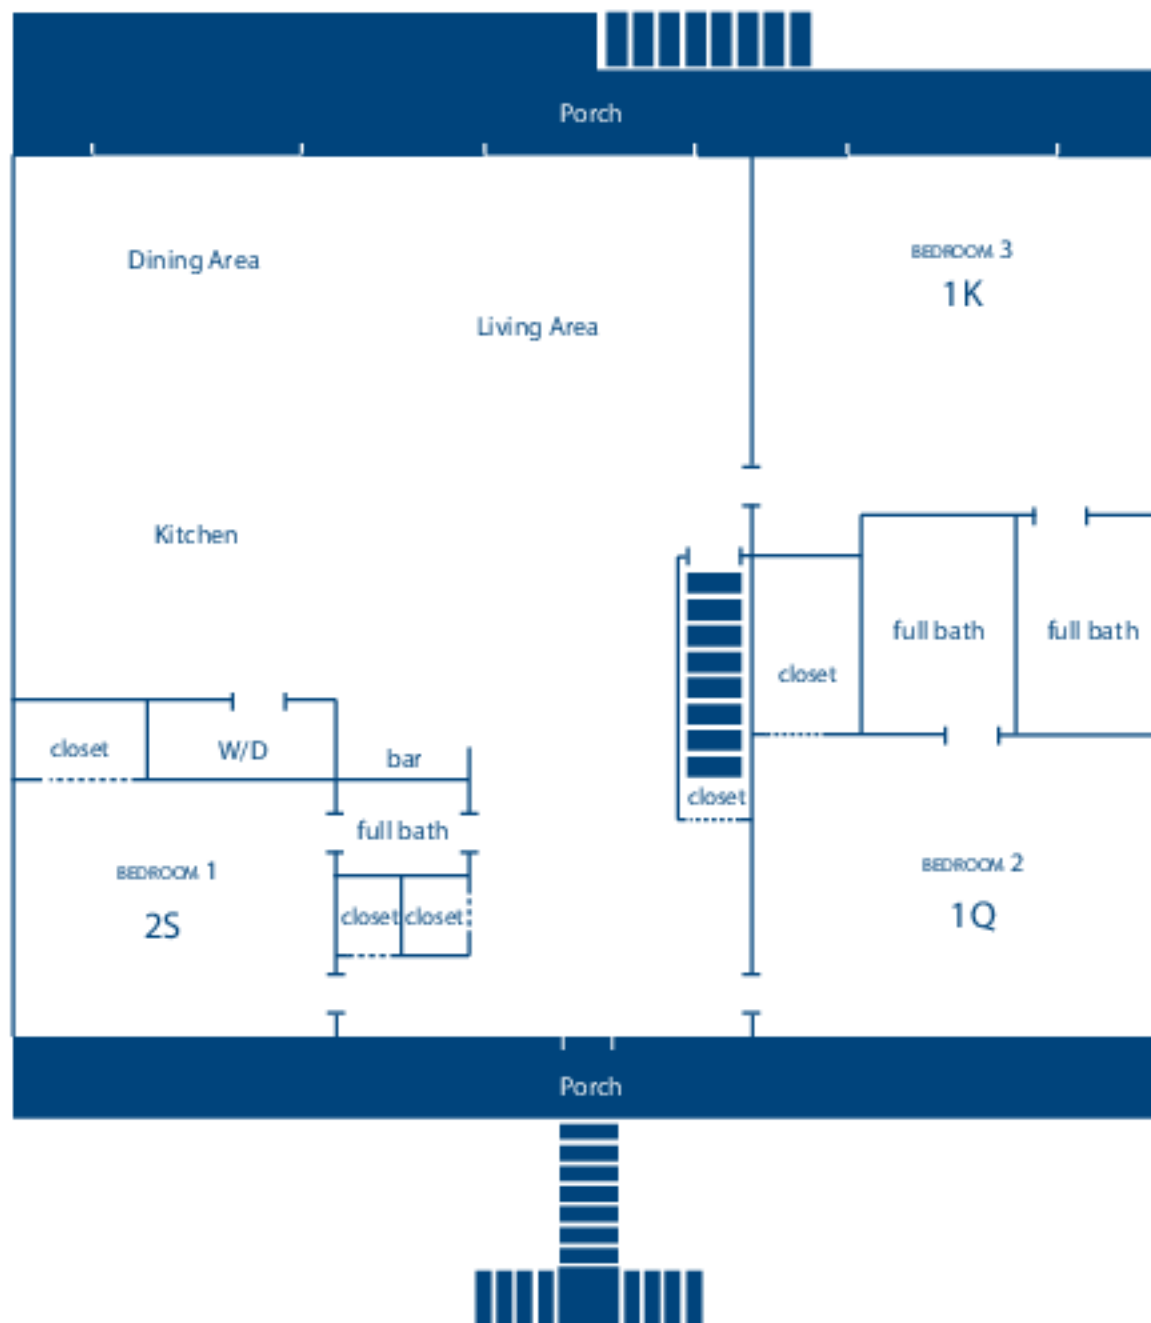 Porch
Dining Area
Living Area
BEDROOM 3
1K
Kitchen
full bath
full bath
closet
closet
W/D
bar
closet
full bath
BEDROOM 1
2S
closet
closet
BEDROOM 2
1Q
Porch